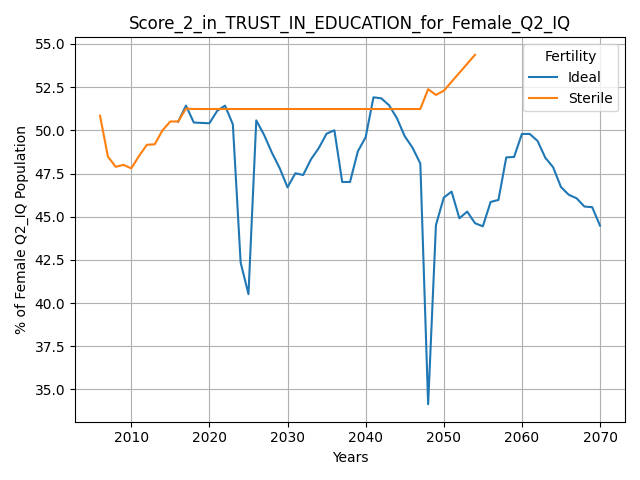 Score_2_in_TRUST_IN_EDUCATION_for_Female_Q2_IQ
% of Female Q2_IQ Population
55.0
52.5
50.0
47.5
45.0
42.5
40.0
37.5
35.0
Fertility
Ideal
Sterile
2010 2020 2030 2040 2050 2060 2070
Years